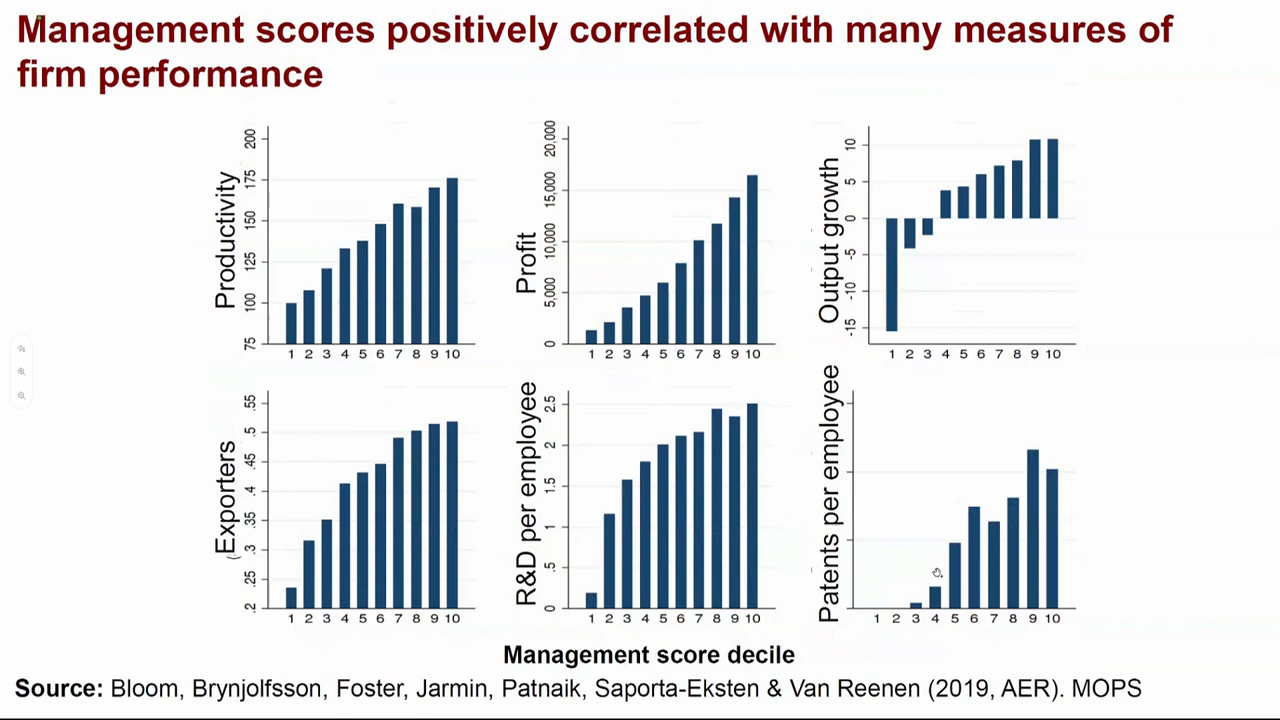 Management scores positively correlated with many measures of
firm performance
Productivity
200
175
150
125
100
75
1 2 3 4 5 6 7 8 9 10
Profit
20,000
15,000
10,000
5,000
0
1 2 3 4 5 6 7 8 9 10
Output growth
10
5
0
-5
-10
-15
1 2 3 4 5 6 7 8 9 10
Exporters
.55
.5
.45
.4
.35
.3
.25
.2
1 2 3 4 5 6 7 8 9 10
R&D per employee
2.5
2
1.5
1
.5
0
1 2 3 4 5 6 7 8 9 10
Patents per employee
1 2 3 4 5 6 7 8 9 10
Management score decile
Source: Bloom, Brynjolfsson, Foster, Jarmin, Patnaik, Saporta-Eksten & Van Reenen (2019, AER). MOPS